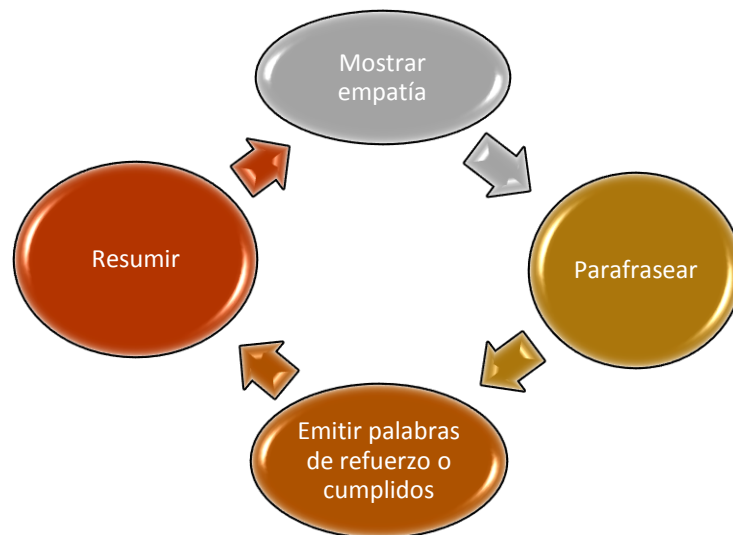 Mostrar
empatía
Parafrasear
Emitir palabras
de refuerzo o
cumplidos
Resumir